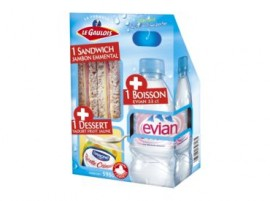 LE GAULOIS
1 SANDWICH
JAMBON EMMENTAL
+
1 BOISSON
EVIAN 33 cl
evian
+
1 DESSERT
YAOURT FRUIT JAUNE